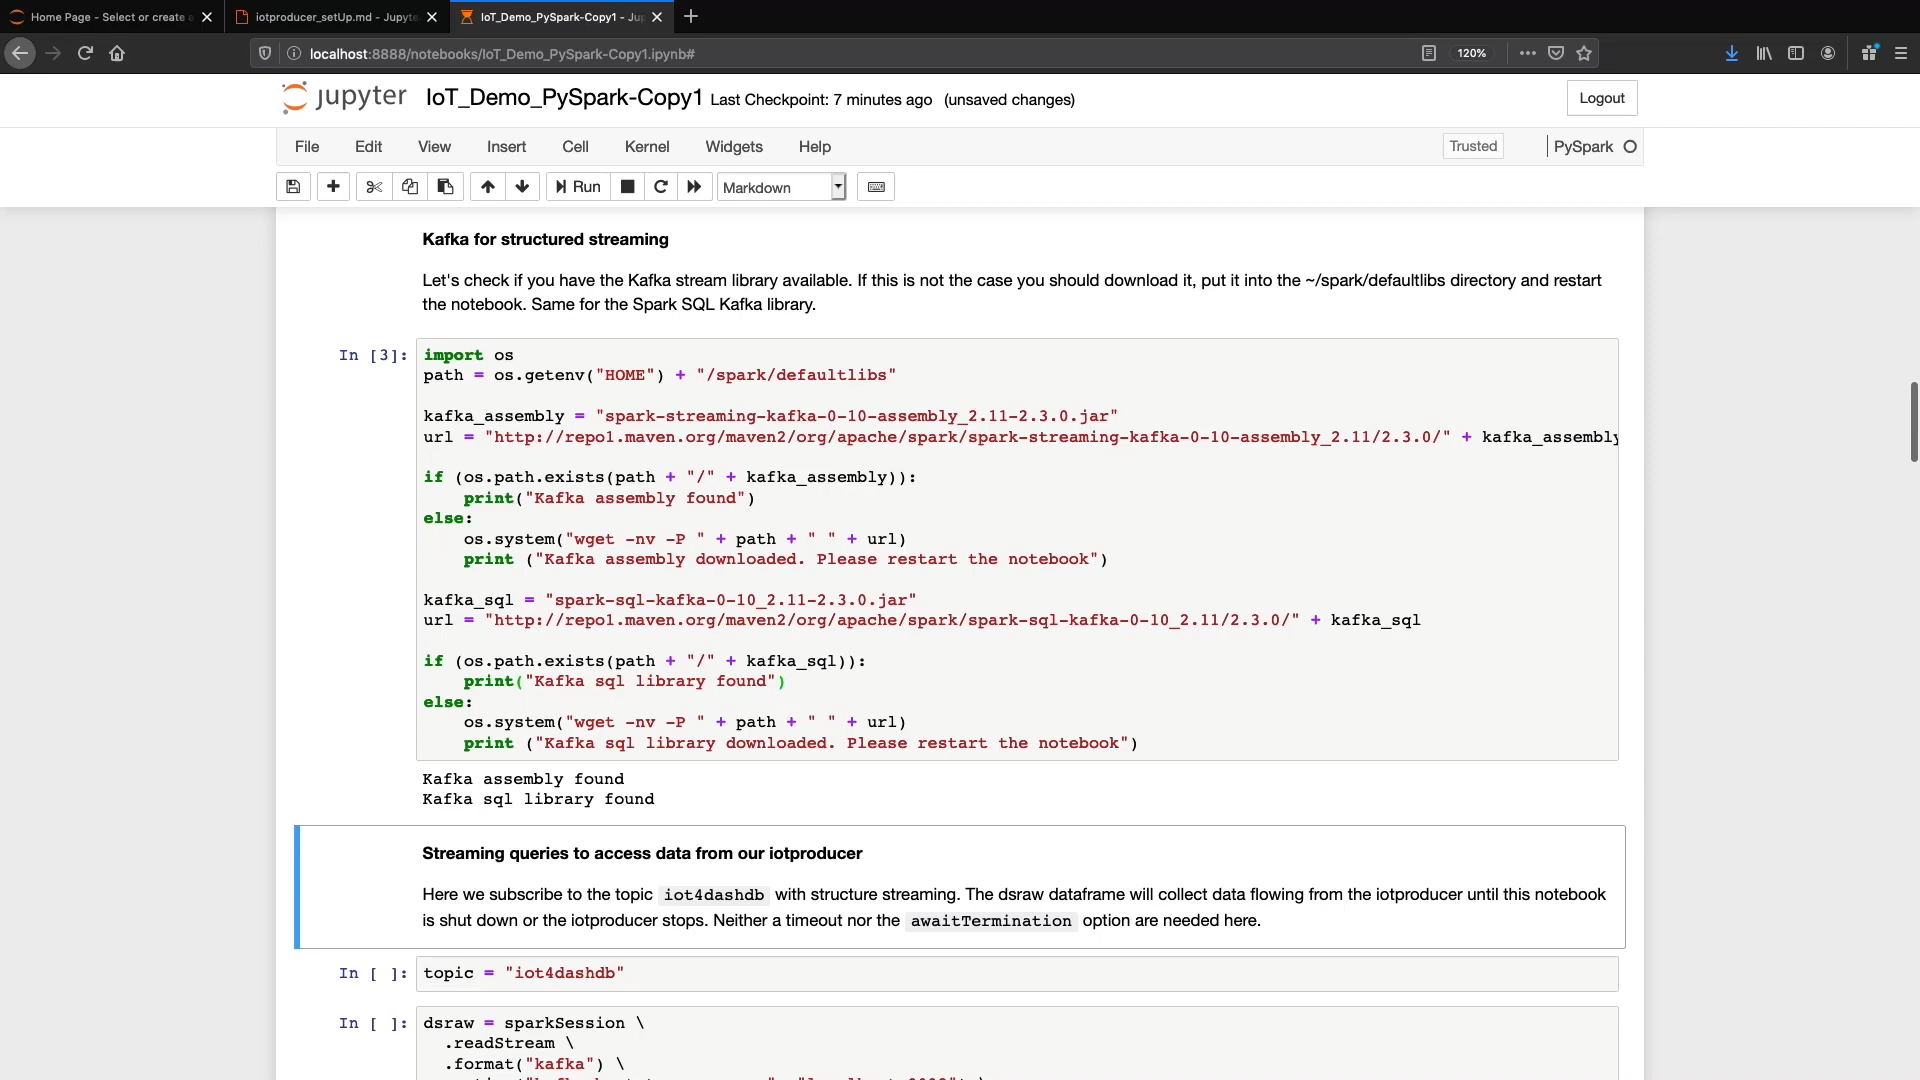 Home Page - Select or create a
iotproducer_setUp.md - Jupyte
IoT_Demo_PySpark-Copy1 - Jup
localhost:8888/notebooks/IoT_Demo_PySpark-Copy1.ipynb#
120%
jupyter
IoT_Demo_PySpark-Copy1 Last Checkpoint: 7 minutes ago (unsaved changes)
Logout
File Edit View Insert Cell Kernel Widgets Help
Trusted
PySpark
Run
Markdown
Kafka for structured streaming
Let's check if you have the Kafka stream library available. If this is not the case you should download it, put it into the ~/spark/defaultlibs directory and restart
the notebook. Same for the Spark SQL Kafka library.
In [3]:
import os
path = os.getenv("HOME") + "/spark/defaultlibs"
kafka_assembly = "spark-streaming-kafka-0-10-assembly_2.11-2.3.0.jar"
url = "http://repo1.maven.org/maven2/org/apache/spark/spark-streaming-kafka-0-10-assembly_2.11/2.3.0/" + kafka_assembly
if (os.path.exists(path + "/" + kafka_assembly)):
    print("Kafka assembly found")
else:
    os.system("wget -nv -P " + path + " " + url)
    print ("Kafka assembly downloaded. Please restart the notebook")
kafka_sql = "spark-sql-kafka-0-10_2.11-2.3.0.jar"
url = "http://repo1.maven.org/maven2/org/apache/spark/spark-sql-kafka-0-10_2.11/2.3.0/" + kafka_sql
if (os.path.exists(path + "/" + kafka_sql)):
    print("Kafka sql library found")
else:
    os.system("wget -nv -P " + path + " " + url)
    print ("Kafka sql library downloaded. Please restart the notebook")
Kafka assembly found
Kafka sql library found
Streaming queries to access data from our iotproducer
Here we subscribe to the topic iot4dashdb with structure streaming. The dsraw dataframe will collect data flowing from the iotproducer until this notebook
is shut down or the iotproducer stops. Neither a timeout nor the awaitTermination option are needed here.
In [ ]:
topic = "iot4dashdb"
In [ ]:
dsraw = sparkSession \
  .readStream \
  .format("kafka") \